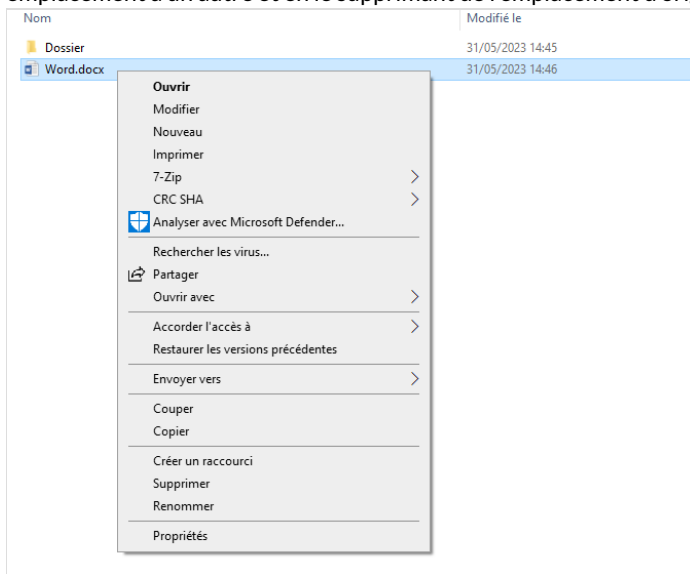 Nom Modifié le
Dossier 31/05/2023 14:45
Word.docx 31/05/2023 14:46
Ouvrir
Modifier
Nouveau
Imprimer
7-Zip
CRC SHA
Analyser avec Microsoft Defender...
Rechercher les virus...
Partager
Ouvrir avec
Accorder l'accès à
Restaurer les versions précédentes
Envoyer vers
Couper
Copier
Créer un raccourci
Supprimer
Renommer
Propriétés